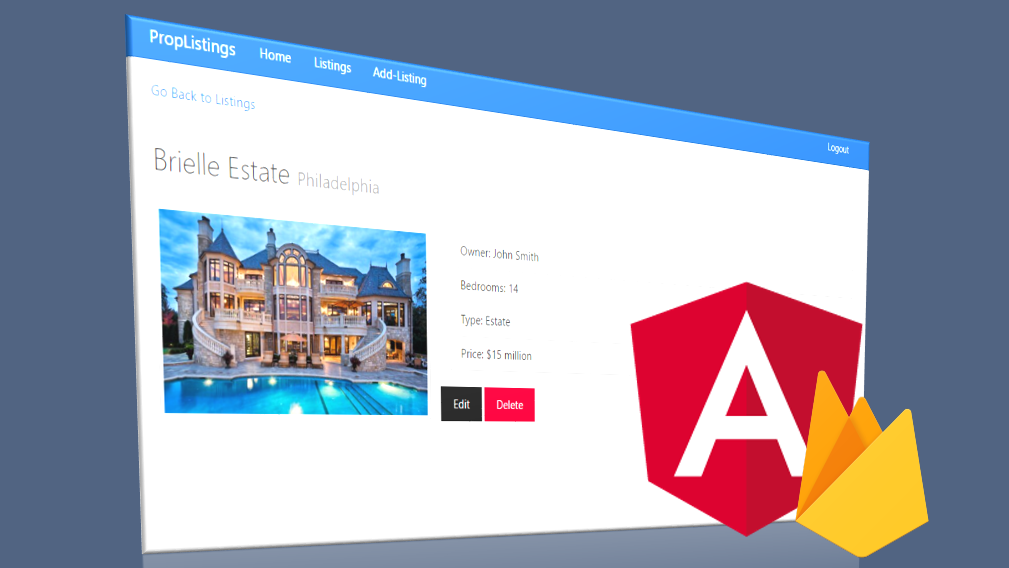 PropListings Home Listings Add-Listing Logout
Go Back to Listings
Brielle Estate Philadelphia
Owner: John Smith
Bedrooms: 14
Type: Estate
Price: $15 million
Edit Delete
A